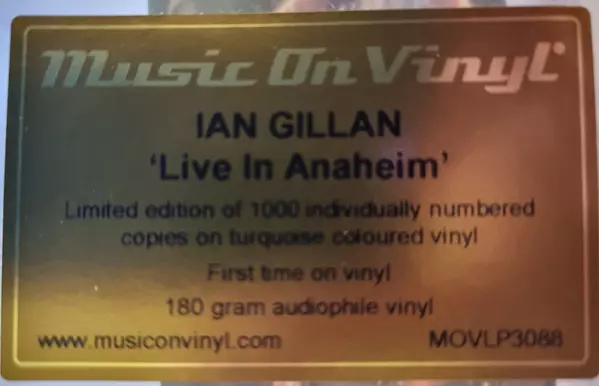 Music On Vinyl
IAN GILLAN
'Live In Anaheim'
Limited edition of 1000 individually numbered
copies on turquoise coloured vinyl
First time on vinyl
180 gram audiophile vinyl
www.musiconvinyl.com MOVLP3088